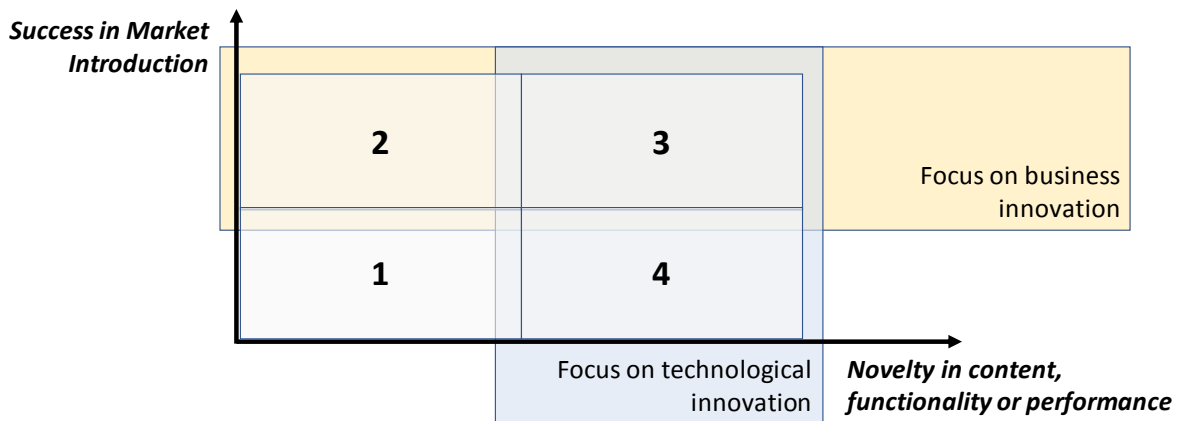 Success in Market
Introduction
2
3
Focus on business
innovation
1
4
Focus on technological
innovation
Novelty in content,
functionality or performance